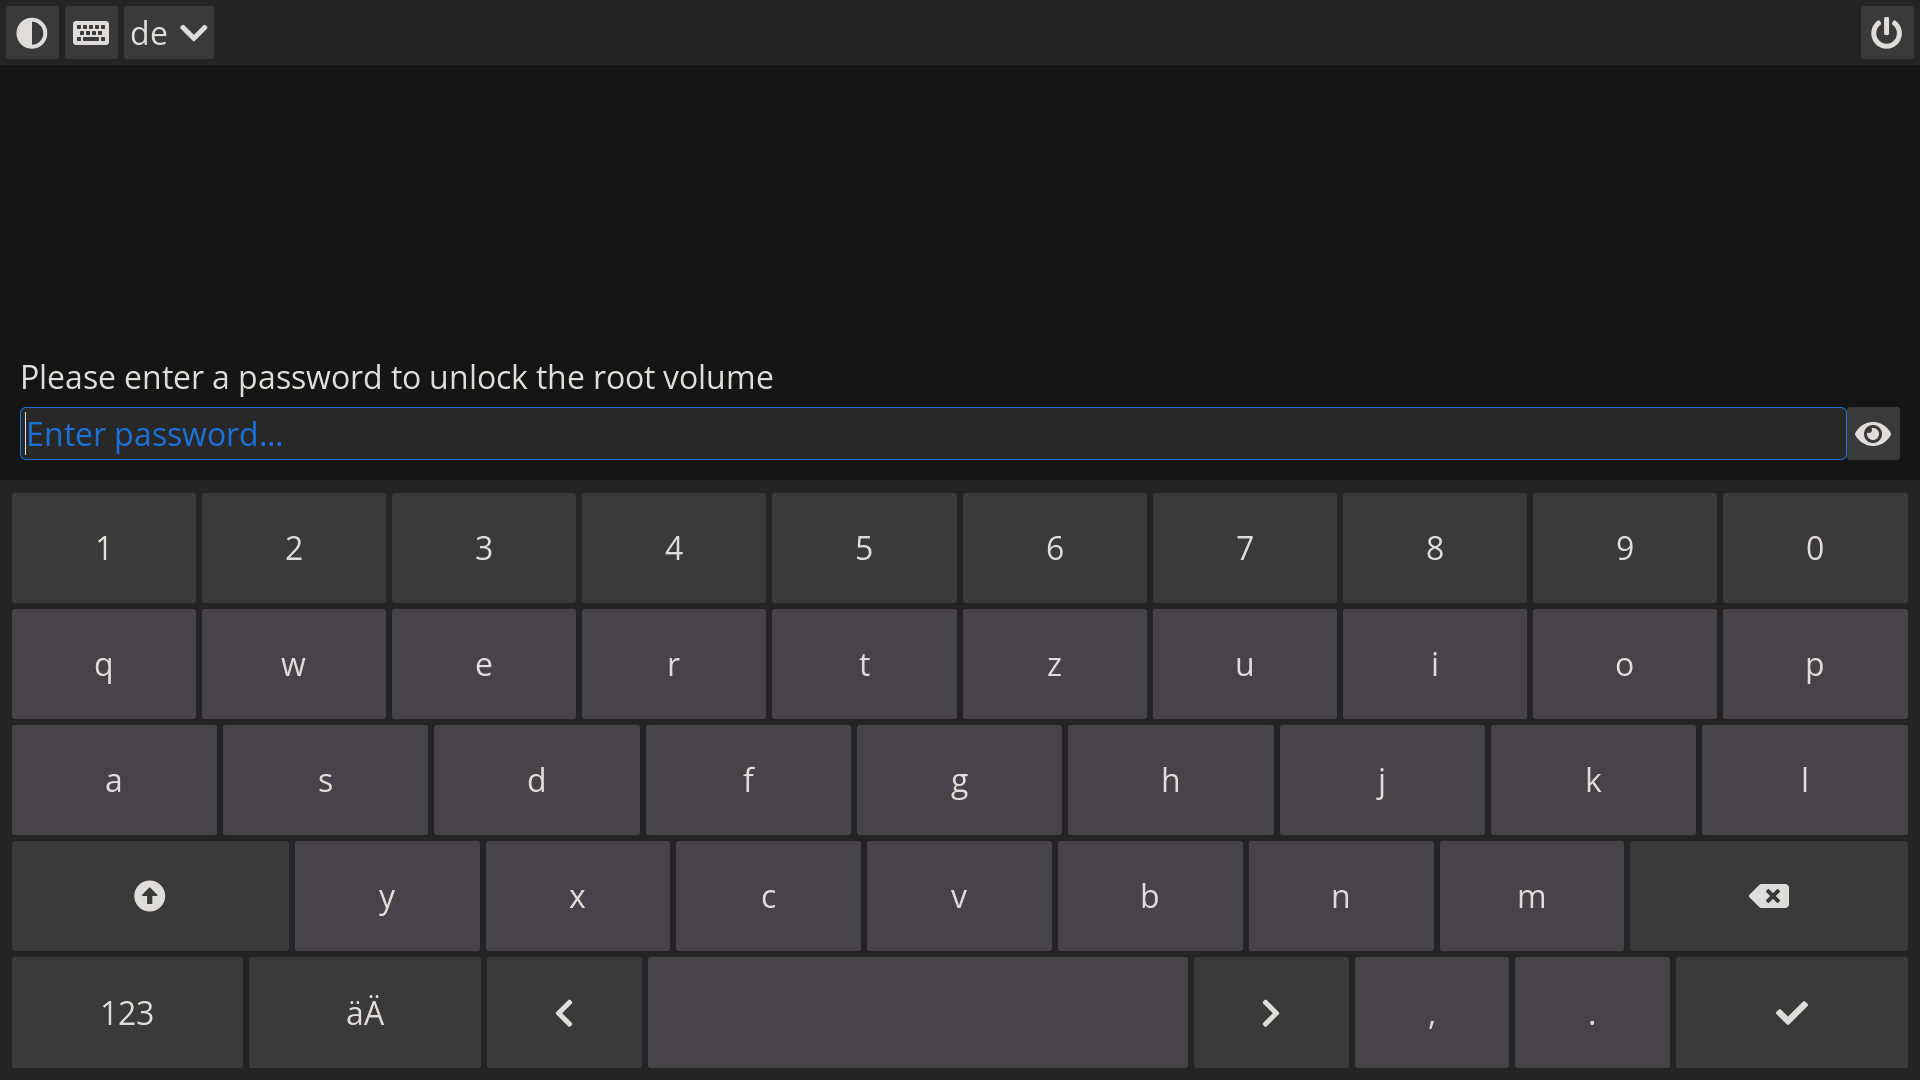 de
Please enter a password to unlock the root volume
Enter password...
1 2 3 4 5 6 7 8 9 0
q w e r t z u i o p
a s d f g h j k l
y x c v b n m
123 äÄ , .